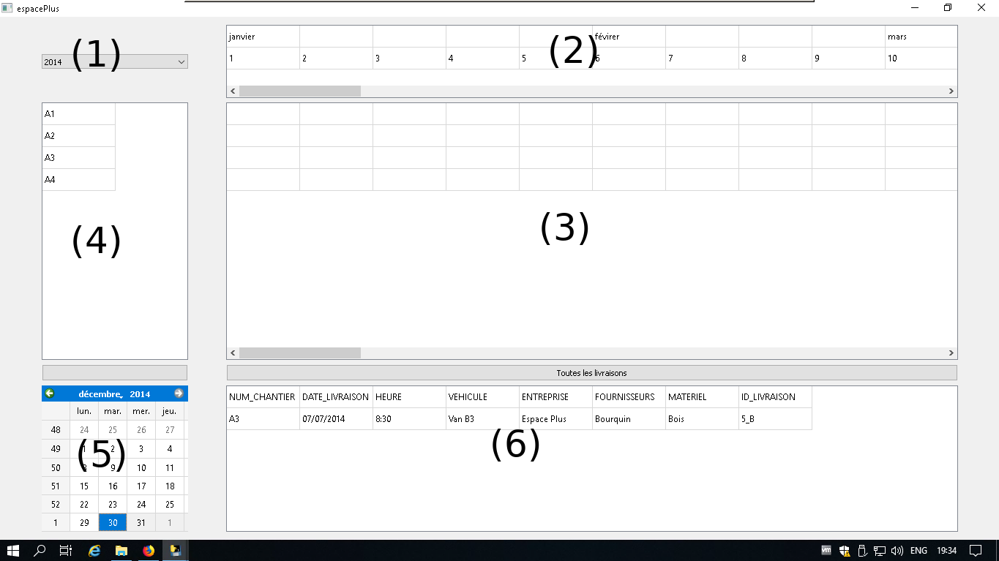 espacePlus
(1)
2014
janvier févirer mars
(2)
1 2 3 4 5 6 7 8 9 10
A1
A2
A3
A4
(4)
(3)
Toutes les livraisons
décembre, 2014
lun. mar. mer. jeu.
48 24 25 26 27
49 1 2 3 4
50 8 9 10 11
51 15 16 17 18
52 22 23 24 25
1 29 30 31 1
(5)
NUM_CHANTIER DATE_LIVRAISON HEURE VEHICULE ENTREPRISE FOURNISSEURS MATERIEL ID_LIVRAISON
A3 07/07/2014 8:30 Van B3 Espace Plus Bourquin Bois 5_B
(6)
vm ENG 19:34